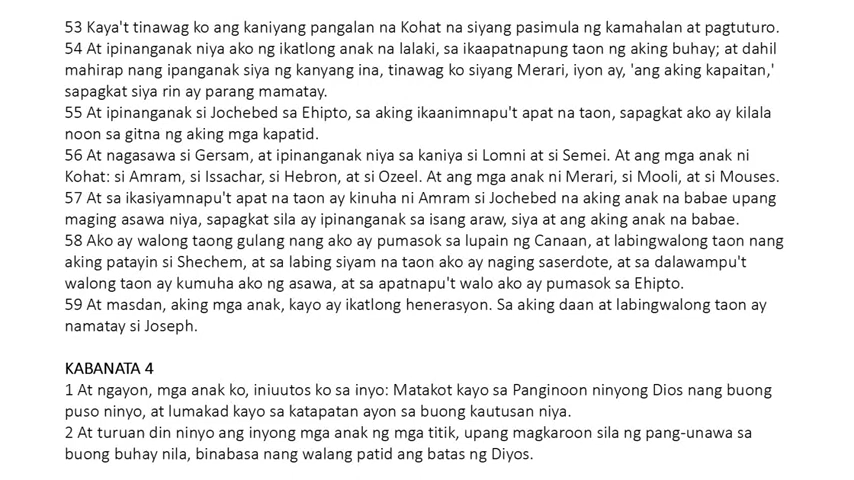 53 Kaya't tinawag ko ang kaniyang pangalan na Kohat na siyang pasimula ng kamahalan at pagtuturo.
54 At ipinanganak niya ako ng ikatlong anak na lalaki, sa ikaapatnapung taon ng aking buhay; at dahil
mahirap nang ipanganak siya ng kanyang ina, tinawag ko siyang Merari, iyon ay, 'ang aking kapaitan,'
sapagkat siya rin ay parang mamatay.
55 At ipinanganak si Jochebed sa Ehipto, sa aking ikaanimnapu't apat na taon, sapagkat ako ay kilala
noon sa gitna ng aking mga kapatid.
56 At nagasawa si Gersam, at ipinanganak niya sa kaniya si Lomni at si Semei. At ang mga anak ni
Kohat: si Amram, si Issachar, si Hebron, at si Ozeel. At ang mga anak ni Merari, si Mooli, at si Mouses.
57 At sa ikasiyamnapu't apat na taon ay kinuha ni Amram si Jochebed na aking anak na babae upang
maging asawa niya, sapagkat sila ay ipinanganak sa isang araw, siya at ang aking anak na babae.
58 Ako ay walong taong gulang nang ako ay pumasok sa lupain ng Canaan, at labingwalong taon nang
aking patayin si Shechem, at sa labing siyam na taon ako ay naging saserdote, at sa dalawampu't
walong taon ay kumuha ako ng asawa, at sa apatnapu't walo ako ay pumasok sa Ehipto.
59 At masdan, aking mga anak, kayo ay ikatlong henerasyon. Sa aking daan at labingwalong taon ay
namatay si Joseph.
KABANATA 4
1 At ngayon, mga anak ko, iniuutos ko sa inyo: Matakot kayo sa Panginoon ninyong Dios nang buong
puso ninyo, at lumakad kayo sa katapatan ayon sa buong kautusan niya.
2 At turuan din ninyo ang inyong mga anak ng mga titik, upang magkaroon sila ng pang-unawa sa
buong buhay nila, binabasa nang walang patid ang batas ng Diyos.